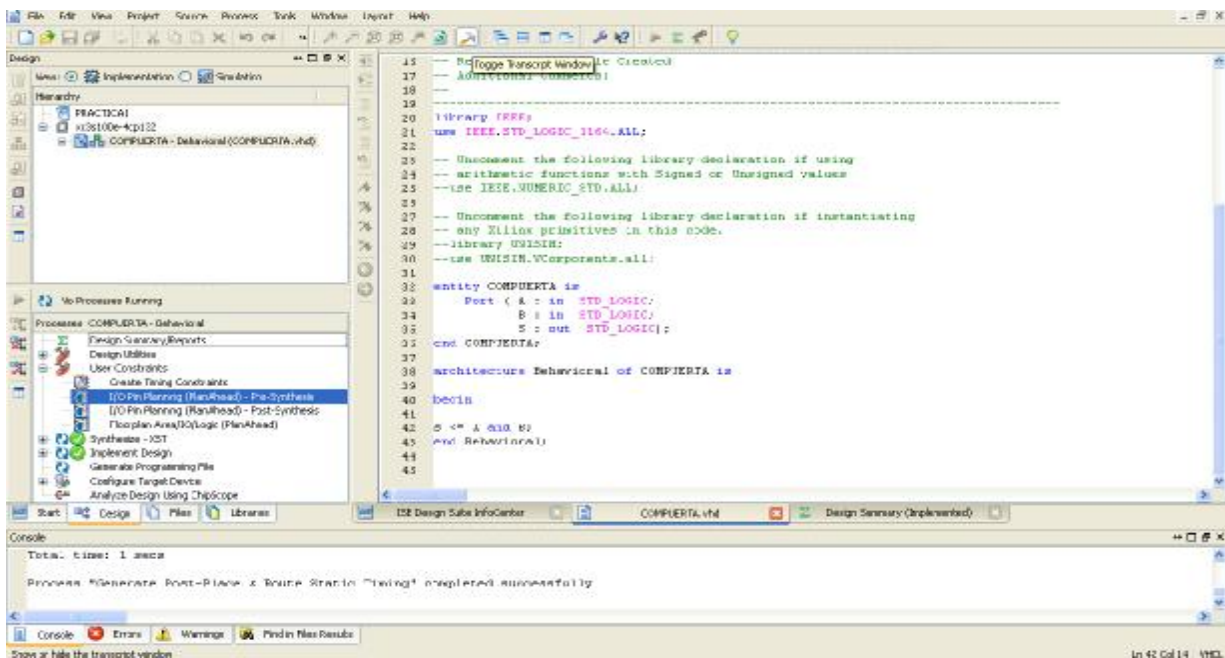 File Edit View Project Source Process Tools Window Layout Help
Toggle Transcript Window
Design
View: Implementation Simulation
Hierarchy
PRACTICA1
xc3s100e-4cp132
COMPUERTA - Behavioral (COMPUERTA.vhd)
No Processes Running
Processes: COMPUERTA - Behavioral
Design Summary/Reports
Design Utilities
User Constraints
Create Timing Constraints
I/O Pin Planning (PlanAhead) - Pre-Synthesis
I/O Pin Planning (PlanAhead) - Post-Synthesis
Floorplan Area/IO/Logic (PlanAhead)
Synthesize - XST
Implement Design
Generate Programming File
Configure Target Device
Analyze Design Using ChipScope
Start Design Files Libraries
16 -- Created
17 -- Additional Comments:
18 --
19 ----------------------------------------------------------------------------------
20 library IEEE;
21 use IEEE.STD_LOGIC_1164.ALL;
22
23 -- Uncomment the following library declaration if using
24 -- arithmetic functions with Signed or Unsigned values
25 --use IEEE.NUMERIC_STD.ALL;
26
27 -- Uncomment the following library declaration if instantiating
28 -- any Xilinx primitives in this code.
29 --library UNISIM;
30 --use UNISIM.VComponents.all;
31
32 entity COMPUERTA is
33 Port ( A : in STD_LOGIC;
34 B : in STD_LOGIC;
35 S : out STD_LOGIC);
36 end COMPUERTA;
37
38 architecture Behavioral of COMPUERTA is
39
40 begin
41
42 S <= A and B;
43 end Behavioral;
44
45
ISE Design Suite InfoCenter COMPUERTA.vhd Design Summary (Implemented)
Console
Total time: 1 secs
Process "Generate Post-Place & Route Static Timing" completed successfully
Console Errors Warnings Find in Files Results
Show or hide the transcript window
Ln 42 Col 14 VHDL